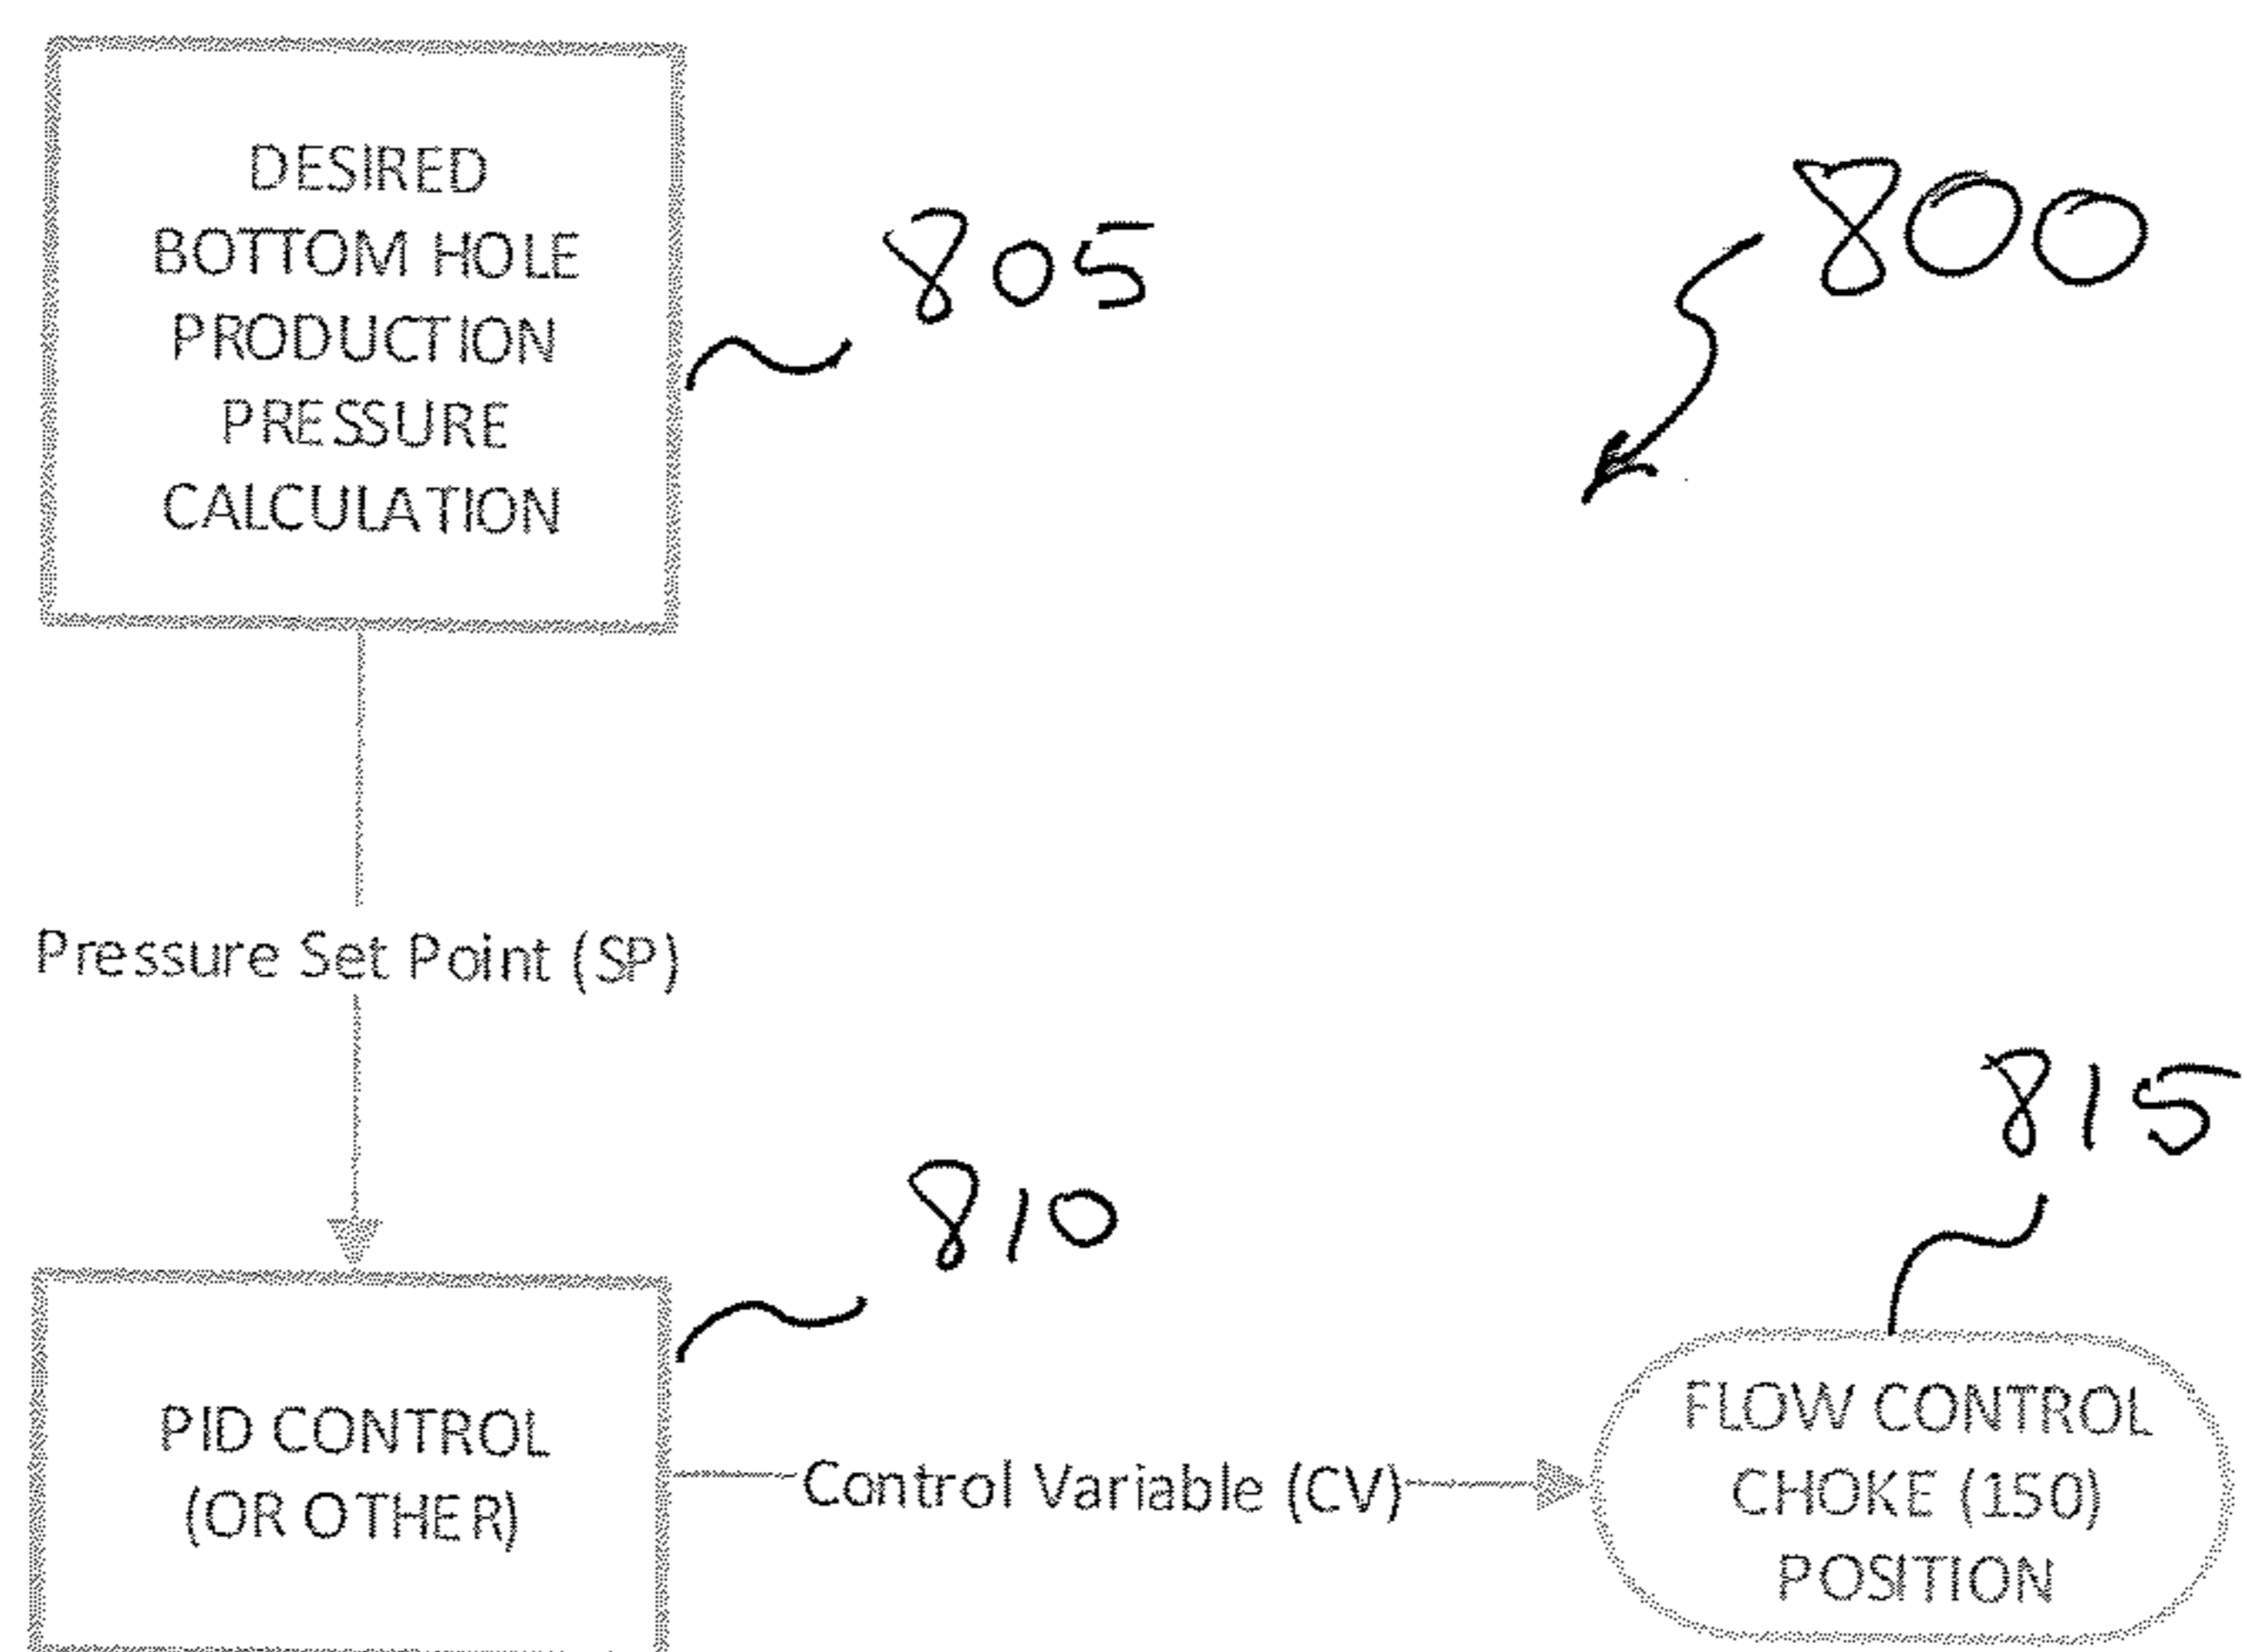 DESIRED
BOTTOM HOLE
PRODUCTION
PRESSURE
CALCULATION
805
800
Pressure Set Point (SP)
810
815
PID CONTROL
(OR OTHER)
Control Variable (CV)
FLOW CONTROL
CHOKE (150)
POSITION